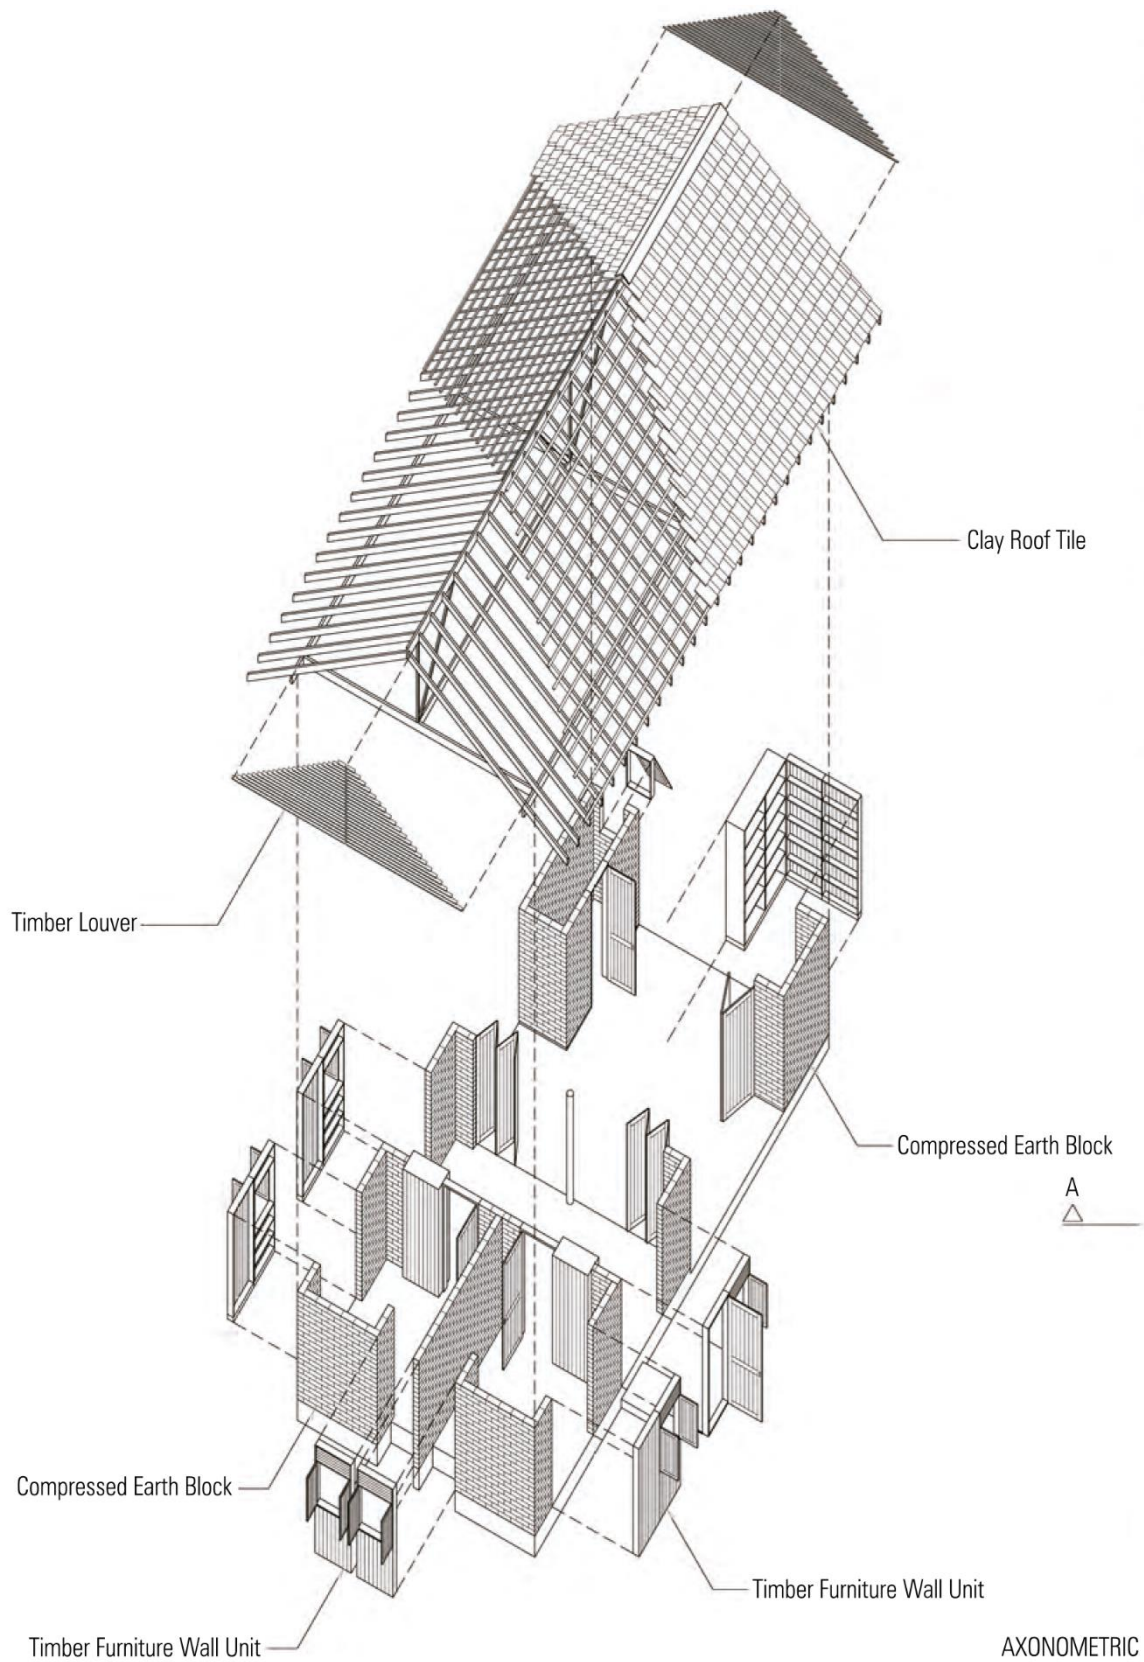 Clay Roof Tile
Timber Louver
Compressed Earth Block
A
Compressed Earth Block
Timber Furniture Wall Unit
Timber Furniture Wall Unit
AXONOMETRIC